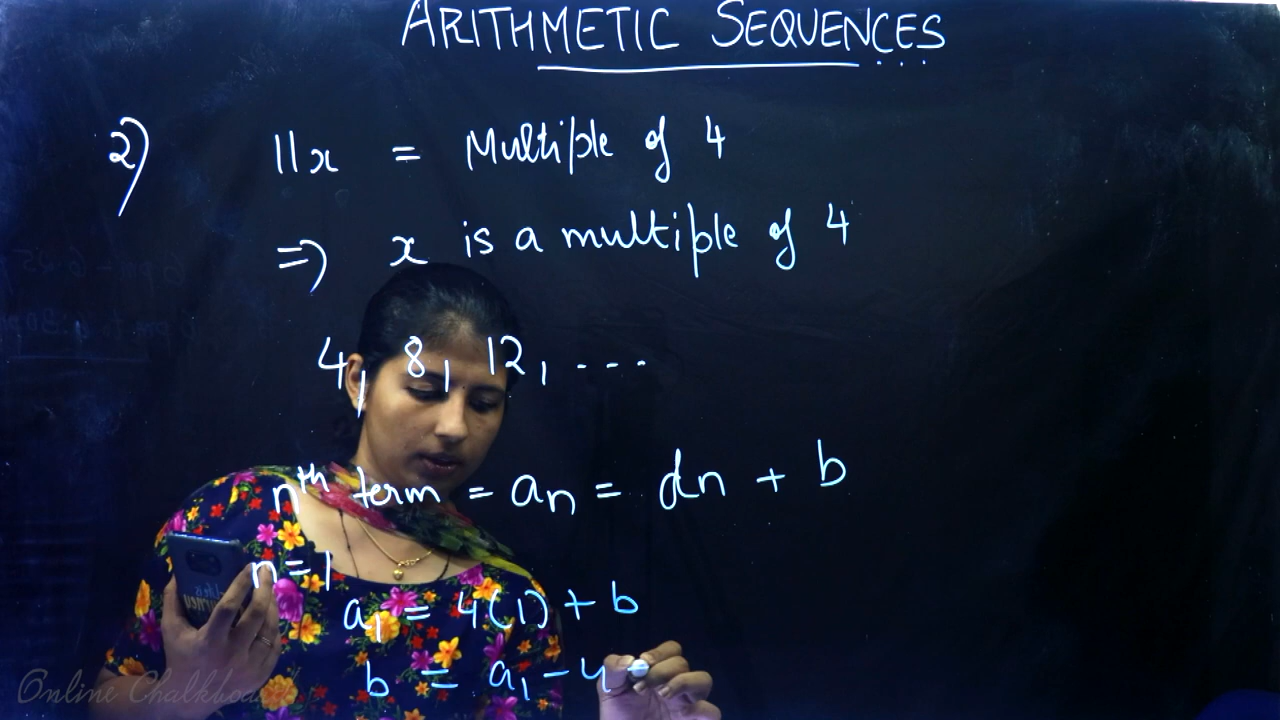 ARITHMETIC SEQUENCES
2) 11x = Multiple of 4
⇒ x is a multiple of 4
4, 8, 12, ...
nth term = an = dn + b
n=1
a1 = 4(1) + b
b = a1 - 4
Online Chalkboard